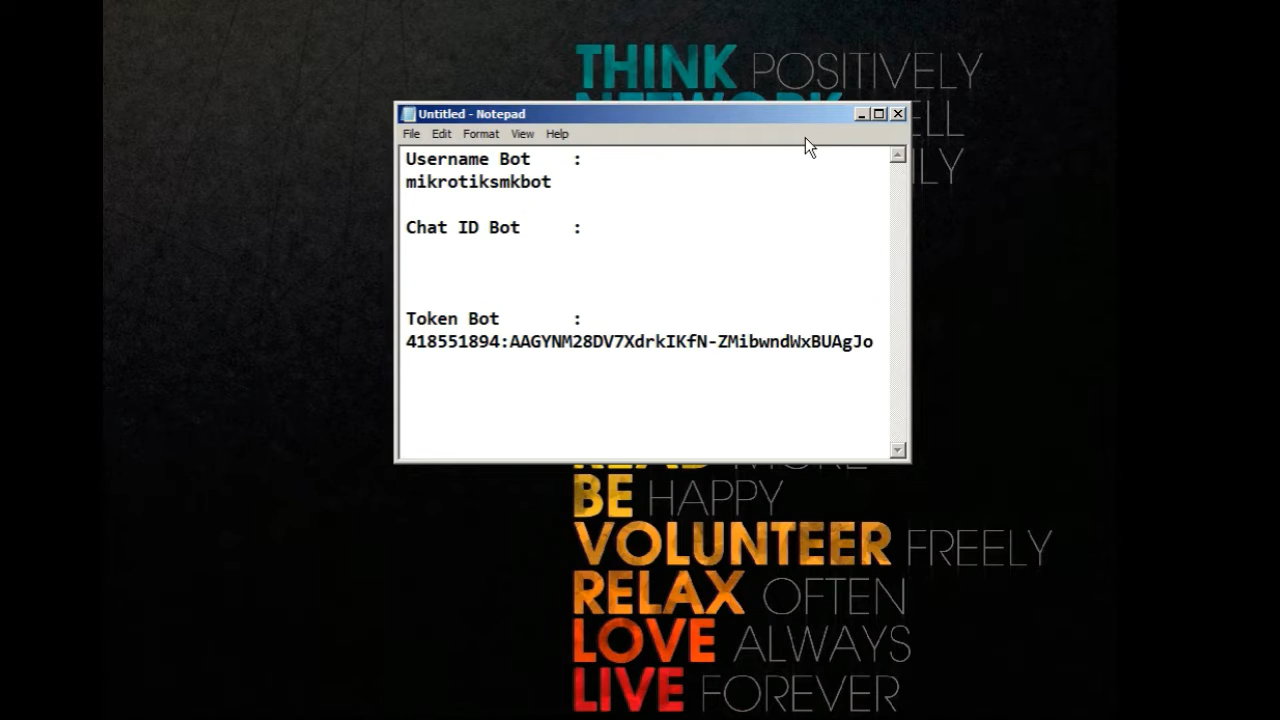 THINK POSITIVELY
Untitled - Notepad
File Edit Format View Help
Username Bot :
mikrotiksmkbot
Chat ID Bot :
Token Bot :
418551894:AAGYNM28DV7XdrkIKfN-ZMibwndWxBUAgJo
BE HAPPY
VOLUNTEER FREELY
RELAX OFTEN
LOVE ALWAYS
LIVE FOREVER